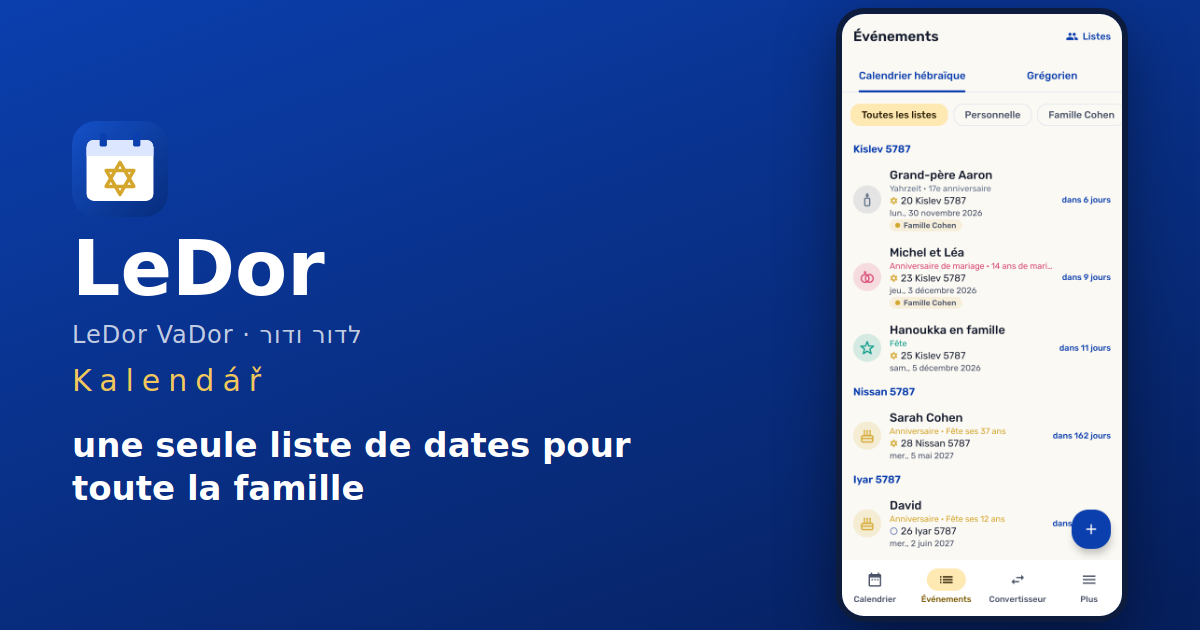 LeDor
LeDor VaDor · לדור ודור
Kalendář
une seule liste de dates pour
toute la famille
Événements
Listes
Calendrier hébraïque
Grégorien
Toutes les listes
Personnelle
Famille Cohen
Kislev 5787
Grand-père Aaron
Yahrzeit • 17e anniversaire
20 Kislev 5787
lun., 30 novembre 2026
Famille Cohen
dans 6 jours
Michel et Léa
Anniversaire de mariage • 14 ans de mari…
23 Kislev 5787
jeu., 3 décembre 2026
Famille Cohen
dans 9 jours
Hanoukka en famille
Fête
25 Kislev 5787
sam., 5 décembre 2026
dans 11 jours
Nissan 5787
Sarah Cohen
Anniversaire • Fête ses 37 ans
28 Nissan 5787
mer., 5 mai 2027
dans 162 jours
Iyar 5787
David
Anniversaire • Fête ses 12 ans
26 Iyar 5787
mer., 2 juin 2027
dans
Calendrier
Événements
Convertisseur
Plus